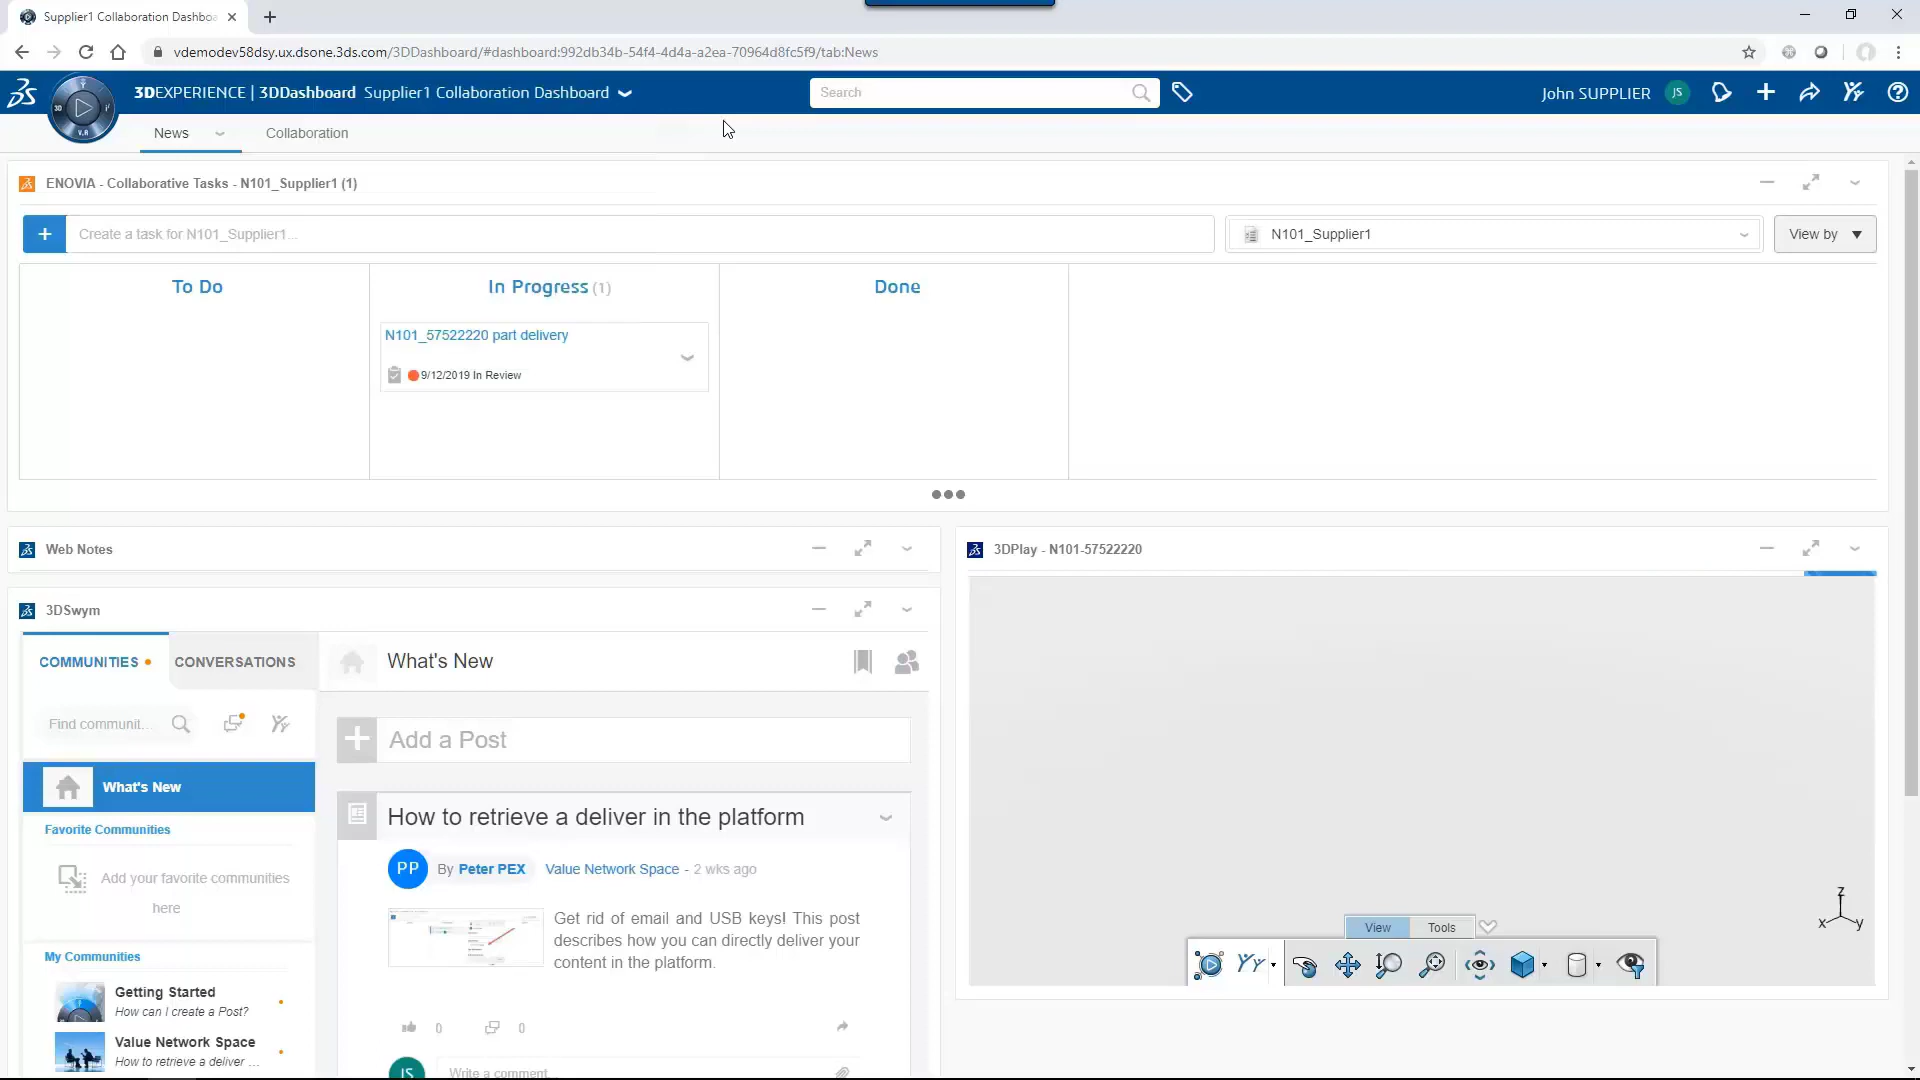 Supplier1 Collaboration Dashboa
vdemodev58dsy.ux.dsone.3ds.com/3DDashboard/#dashboard:992db34b-54f4-4d4a-a2ea-70964d8fc5f9/tab:News
3DEXPERIENCE | 3DDashboard Supplier1 Collaboration Dashboard
Search
John SUPPLIER JS
3D
V.R
News Collaboration
ENOVIA - Collaborative Tasks - N101_Supplier1 (1)
+ Create a task for N101_Supplier1...
N101_Supplier1
View by
To Do
In Progress (1)
Done
N101_57522220 part delivery
9/12/2019 In Review
Web Notes
3DPlay - N101-57522220
3DSwym
COMMUNITIES
CONVERSATIONS
What's New
Find communit...
Add a Post
What's New
Favorite Communities
Add your favorite communities
here
My Communities
Getting Started
How can I create a Post?
Value Network Space
How to retrieve a deliver ...
How to retrieve a deliver in the platform
PP By Peter PEX Value Network Space - 2 wks ago
Get rid of email and USB keys! This post
describes how you can directly deliver your
content in the platform.
0 0
JS Write a comment...
View Tools
z
x y